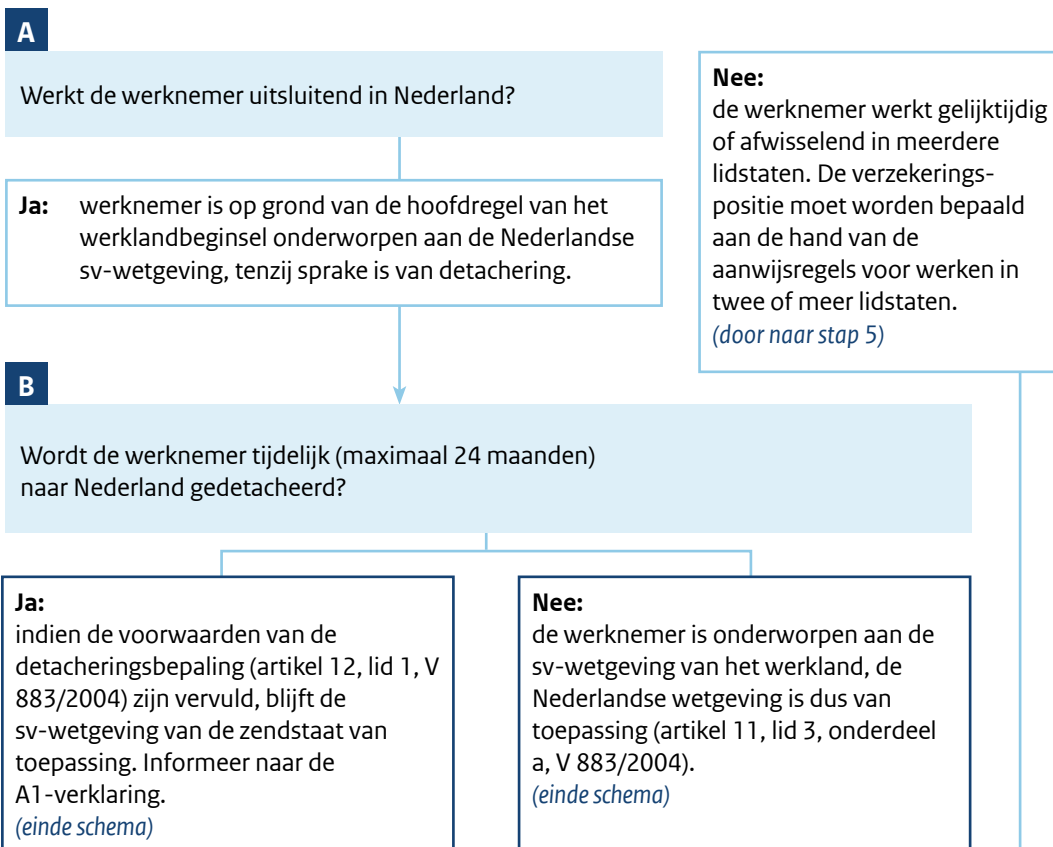 A
Werkt de werknemer uitsluitend in Nederland?
Ja: werknemer is op grond van de hoofdregel van het
werklandbeginsel onderworpen aan de Nederlandse
sv-wetgeving, tenzij sprake is van detachering.
Nee:
de werknemer werkt gelijktijdig
of afwisselend in meerdere
lidstaten. De verzekerings-
positie moet worden bepaald
aan de hand van de
aanwijsregels voor werken in
twee of meer lidstaten.
(door naar stap 5)
B
Wordt de werknemer tijdelijk (maximaal 24 maanden)
naar Nederland gedetacheerd?
Ja:
indien de voorwaarden van de
detacheringsbepaling (artikel 12, lid 1, V
883/2004) zijn vervuld, blijft de
sv-wetgeving van de zendstaat van
toepassing. Informeer naar de
A1-verklaring.
(einde schema)
Nee:
de werknemer is onderworpen aan de
sv-wetgeving van het werkland, de
Nederlandse wetgeving is dus van
toepassing (artikel 11, lid 3, onderdeel
a, V 883/2004).
(einde schema)